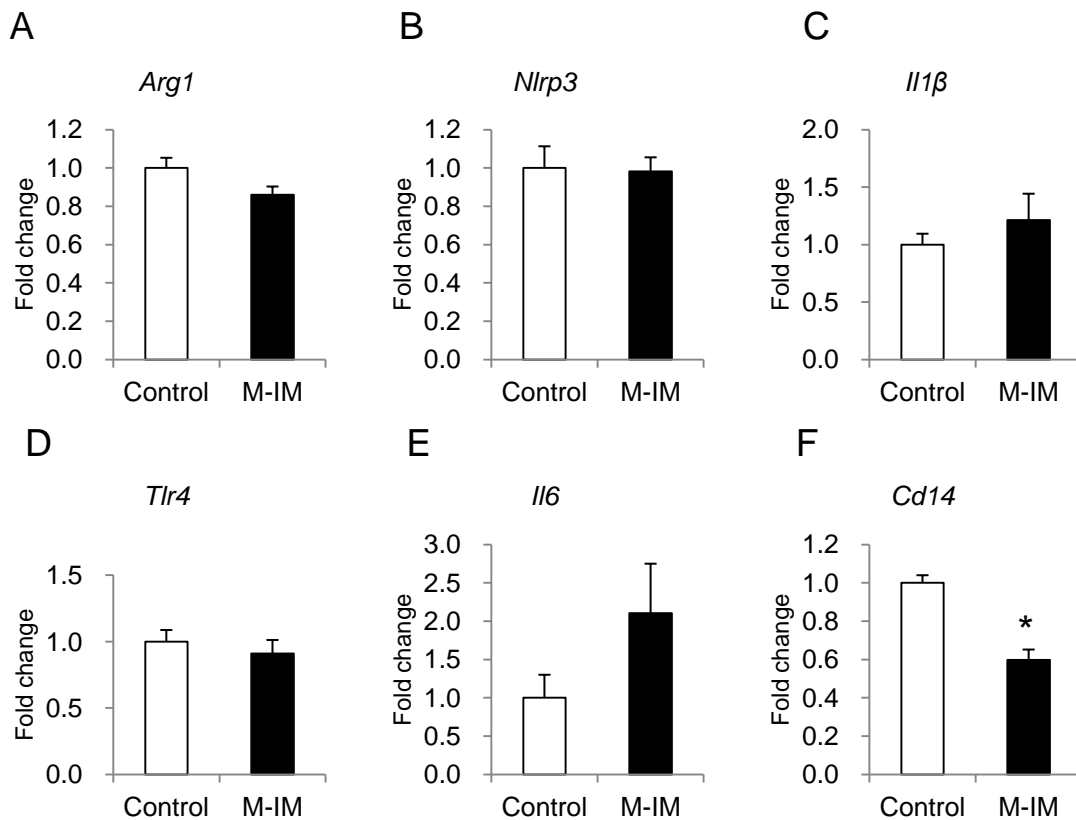 A
Arg1
Fold change
1.2
1.0
0.8
0.6
0.4
0.2
0.0
Control M-IM
B
Nlrp3
Fold change
1.2
1.0
0.8
0.6
0.4
0.2
0.0
Control M-IM
C
Il1β
Fold change
2.0
1.5
1.0
0.5
0.0
Control M-IM
D
Tlr4
Fold change
1.5
1.0
0.5
0.0
Control M-IM
E
Il6
Fold change
3.0
2.5
2.0
1.5
1.0
0.5
0.0
Control M-IM
F
Cd14
Fold change
1.2
1.0
0.8
0.6
0.4
0.2
0.0
*
Control M-IM